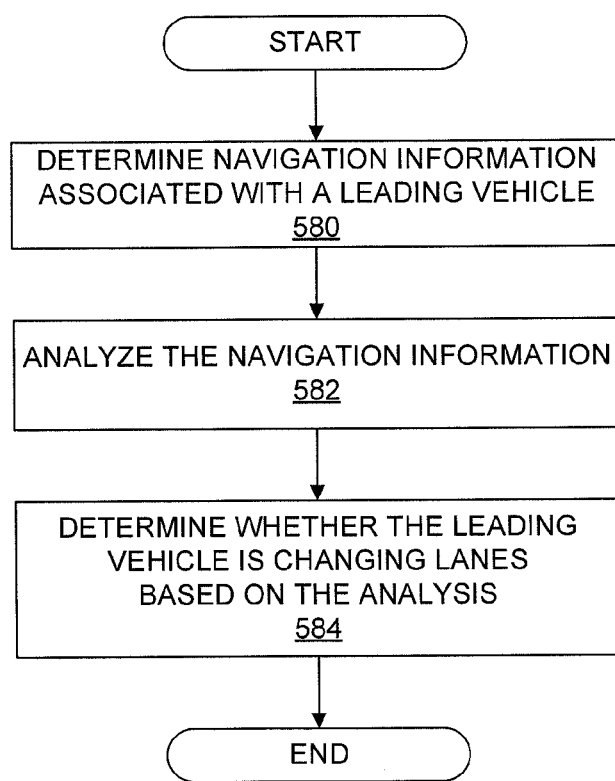 START
DETERMINE NAVIGATION INFORMATION
ASSOCIATED WITH A LEADING VEHICLE
580
ANALYZE THE NAVIGATION INFORMATION
582
DETERMINE WHETHER THE LEADING
VEHICLE IS CHANGING LANES
BASED ON THE ANALYSIS
584
END